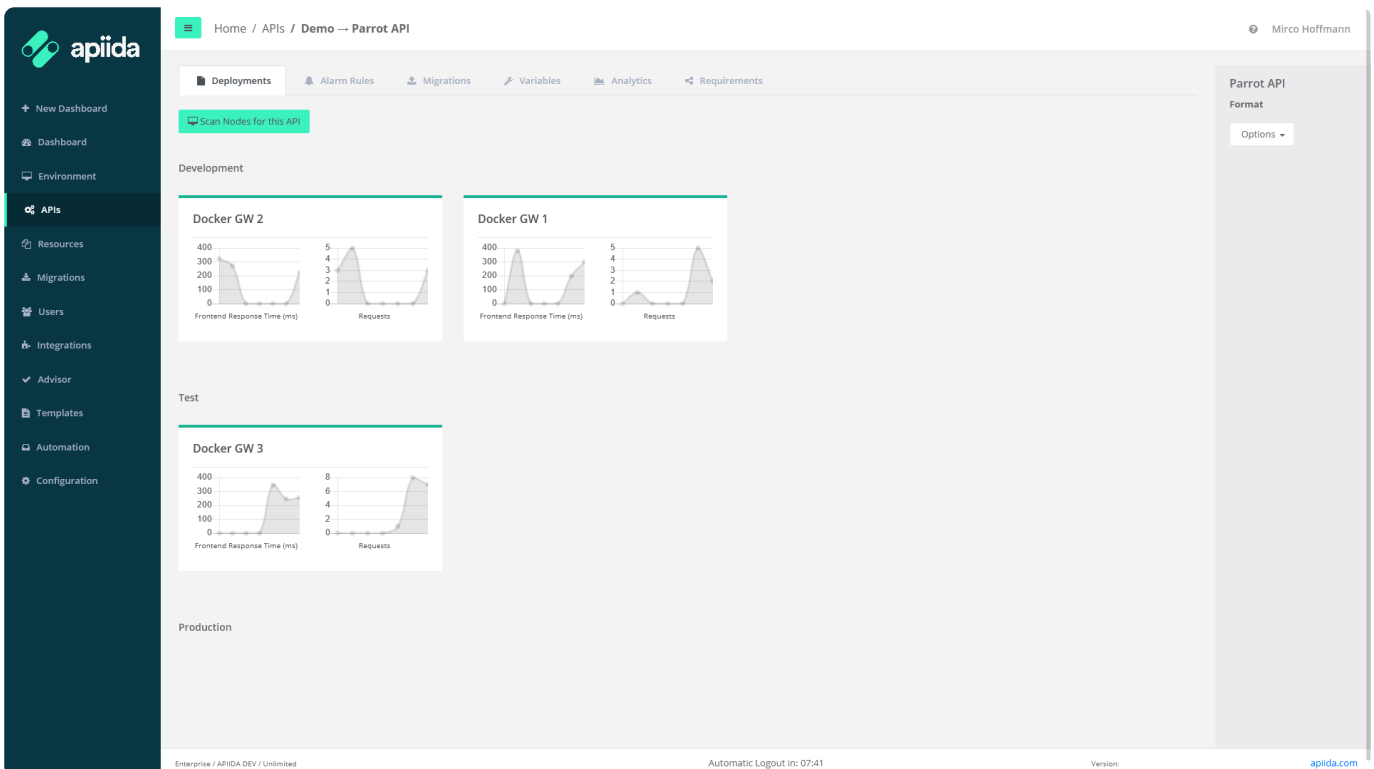 apiida
Home / APIs / Demo → Parrot API
Mirco Hoffmann
New Dashboard
Dashboard
Environment
APIs
Resources
Migrations
Users
Integrations
Advisor
Templates
Automation
Configuration
Deployments
Alarm Rules
Migrations
Variables
Analytics
Requirements
Scan Nodes for this API
Development
Docker GW 2
400
300
200
100
0
Frontend Response Time (ms)
5
4
3
2
1
0
Requests
Docker GW 1
400
300
200
100
0
Frontend Response Time (ms)
5
4
3
2
1
0
Requests
Test
Docker GW 3
400
300
200
100
0
Frontend Response Time (ms)
8
6
4
2
0
Requests
Production
Parrot API
Format
Options
Enterprise / APIIDA DEV / Unlimited
Automatic Logout in: 07:41
Version:
apiida.com